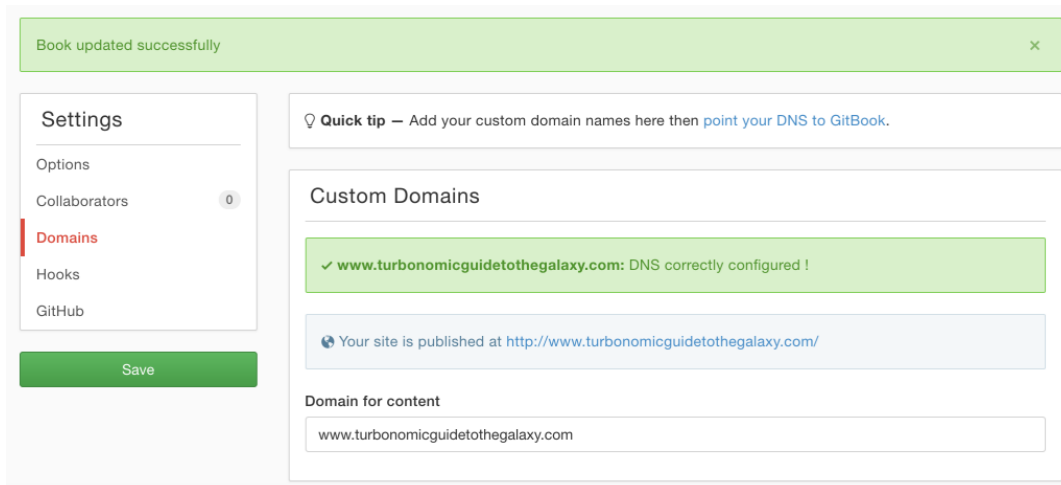 Book updated successfully ×
Settings
Options
Collaborators 0
Domains
Hooks
GitHub
Save
Quick tip — Add your custom domain names here then point your DNS to GitBook.
Custom Domains
www.turbonomicguidetothegalaxy.com: DNS correctly configured !
Your site is published at http://www.turbonomicguidetothegalaxy.com/
Domain for content
www.turbonomicguidetothegalaxy.com